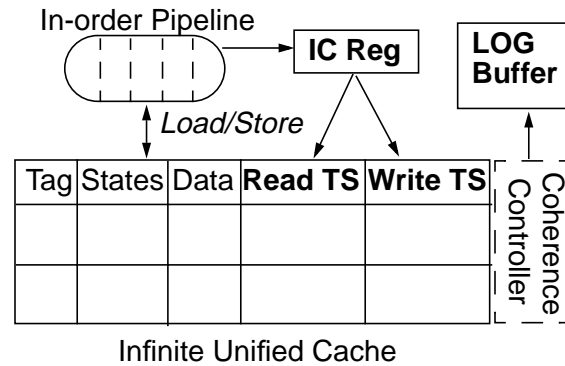 In-order Pipeline
IC Reg
LOG
Buffer
Load/Store
Tag States Data Read TS Write TS
Coherence
Controller
Infinite Unified Cache